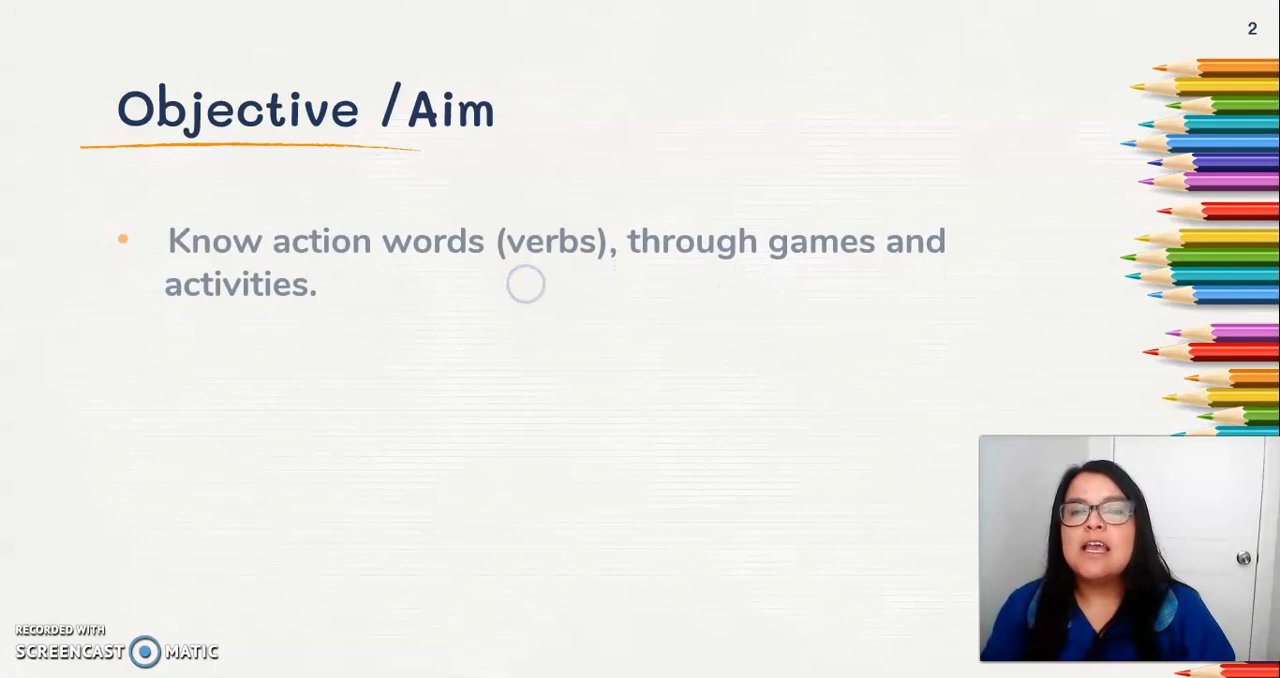 2
Objective /Aim
• Know action words (verbs), through games and
activities.
RECORDED WITH
SCREENCAST MATIC